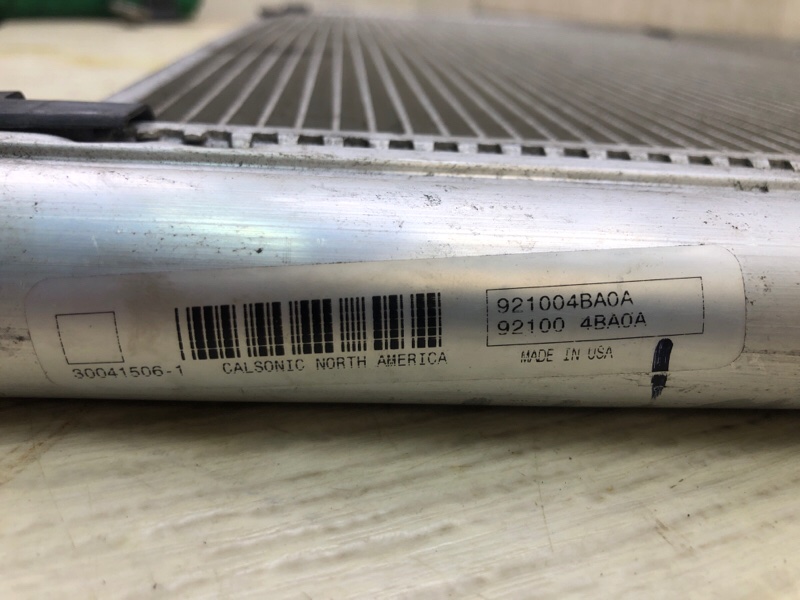 30041506-1
CALSONIC NORTH AMERICA
921004BA0A
92100 4BA0A
MADE IN USA